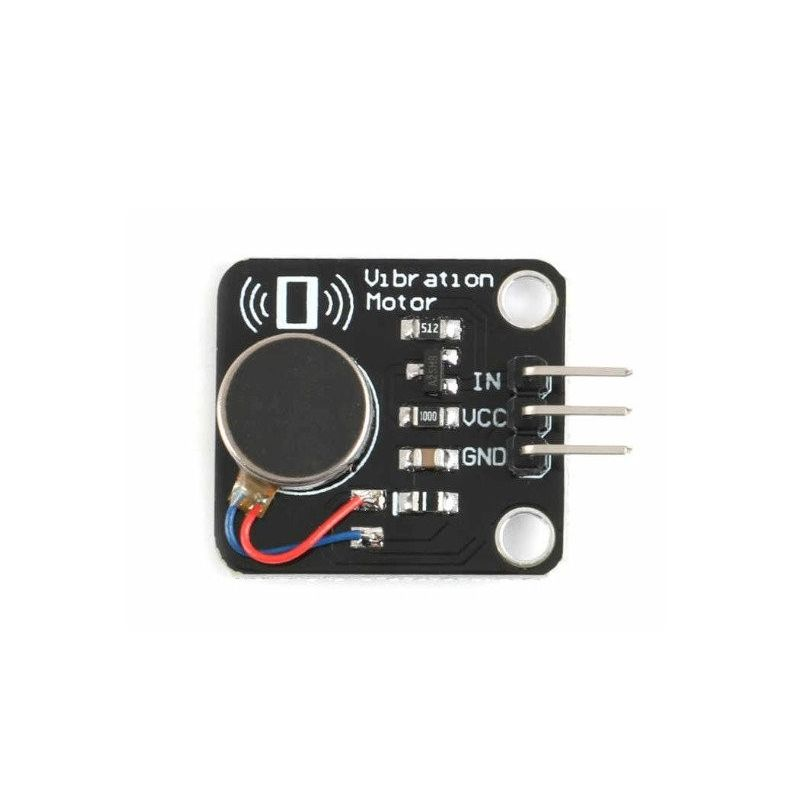 Vibration
Motor
512
IN
1000
VCC
GND